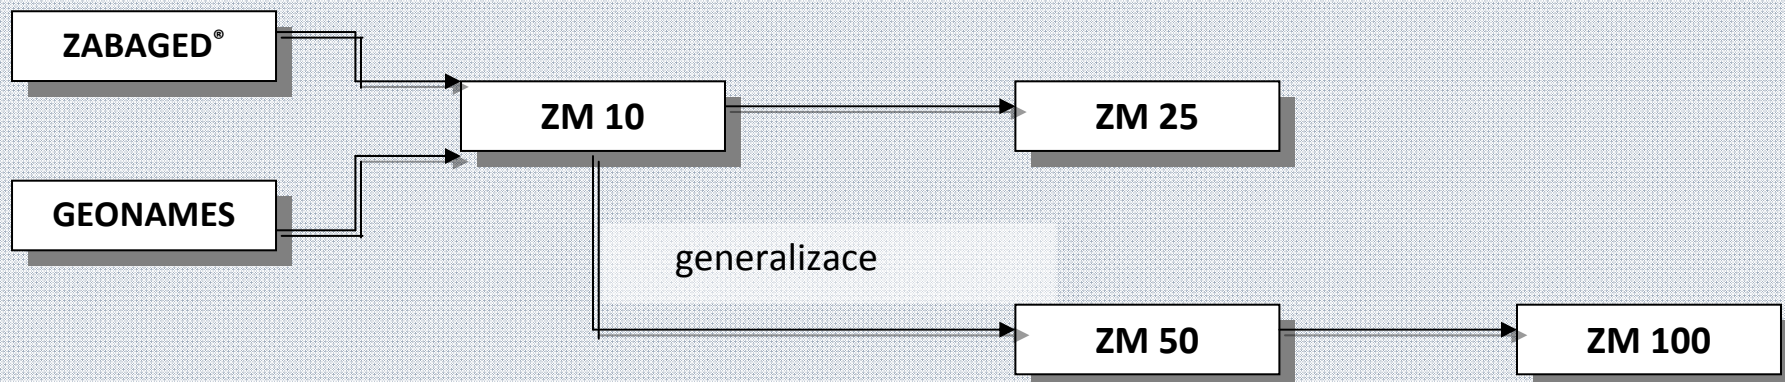 ZABAGED®
ZM 10
ZM 25
GEONAMES
generalizace
ZM 50
ZM 100